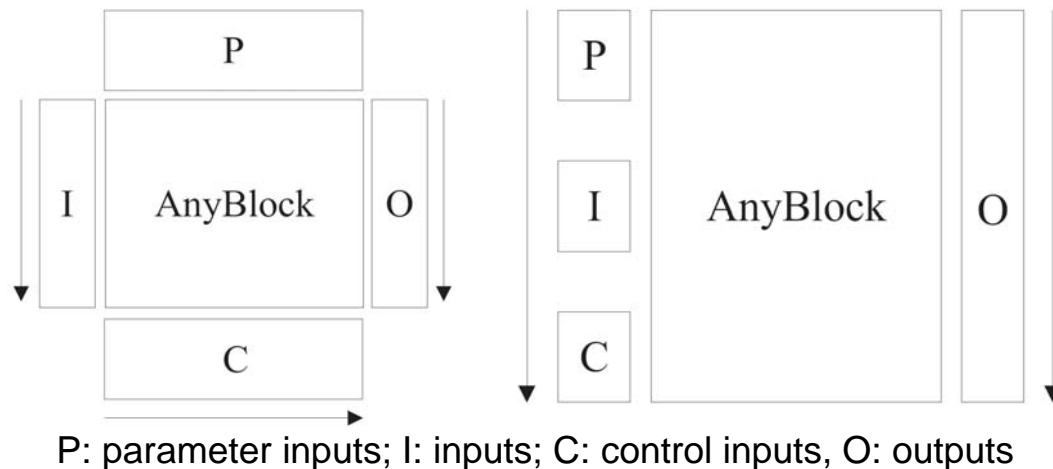 P
I
AnyBlock
O
C
P
I
AnyBlock
O
C
P: parameter inputs; I: inputs; C: control inputs, O: outputs